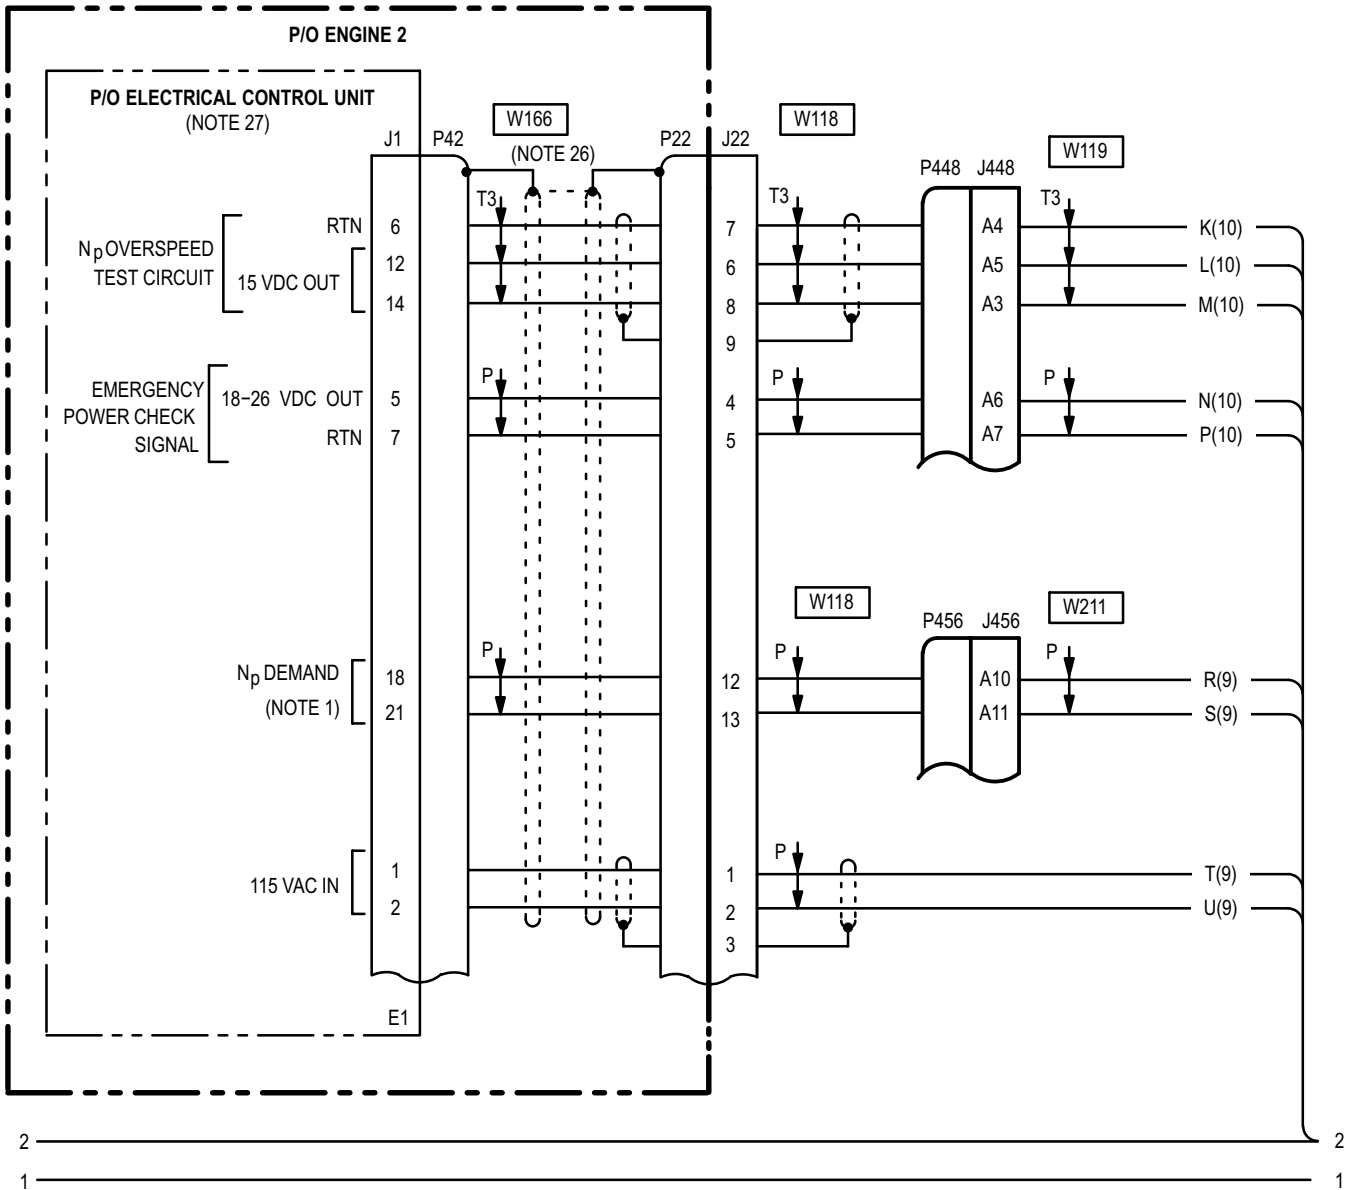 P/O ENGINE 2
P/O ELECTRICAL CONTROL UNIT
(NOTE 27)
J1 P42 W166 P22 J22 W118
(NOTE 26)
P448 J448 W119
T3 T3 T3
Np OVERSPEED
TEST CIRCUIT
RTN 6 7 A4 K(10)
15 VDC OUT
12 6 A5 L(10)
14 8 A3 M(10)
9
EMERGENCY
POWER CHECK
SIGNAL
P P P
18–26 VDC OUT 5 4 A6 N(10)
RTN 7 5 A7 P(10)
W118 P456 J456 W211
P P P
Np DEMAND
(NOTE 1)
18 12 A10 R(9)
21 13 A11 S(9)
P
115 VAC IN
1 1 T(9)
2 2 U(9)
3
E1
2 2
1 1